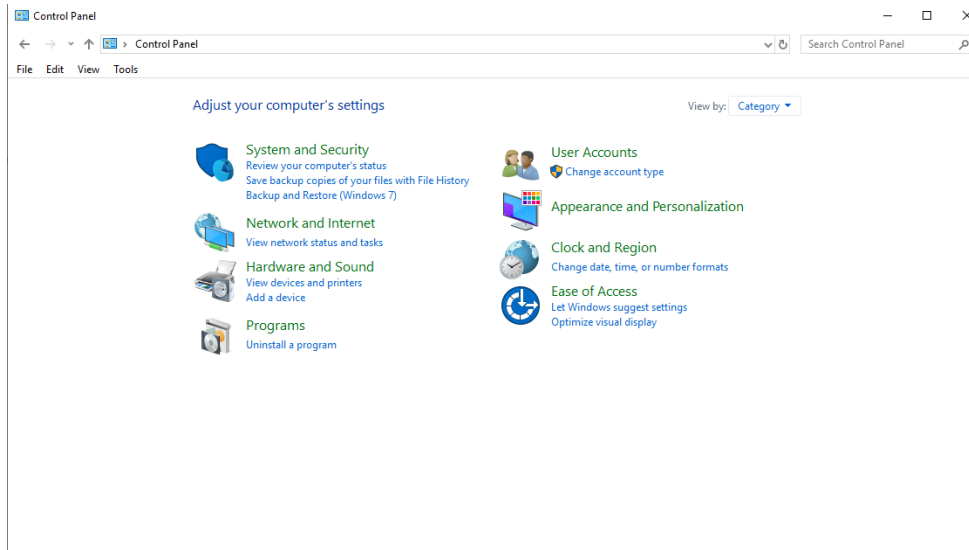 Control Panel
Control Panel
Search Control Panel
File Edit View Tools
Adjust your computer's settings
View by: Category
System and Security
Review your computer's status
Save backup copies of your files with File History
Backup and Restore (Windows 7)
Network and Internet
View network status and tasks
Hardware and Sound
View devices and printers
Add a device
Programs
Uninstall a program
User Accounts
Change account type
Appearance and Personalization
Clock and Region
Change date, time, or number formats
Ease of Access
Let Windows suggest settings
Optimize visual display